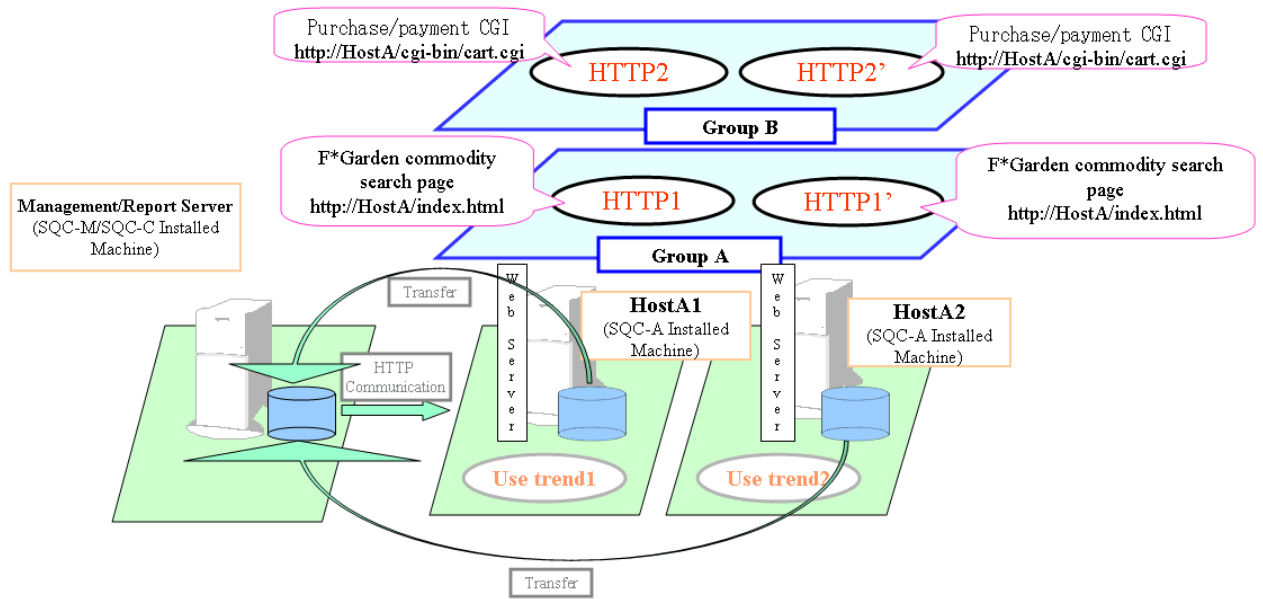 Purchase/payment CGI
http://HostA/cgi-bin/cart.cgi
Purchase/payment CGI
http://HostA/cgi-bin/cart.cgi
HTTP2
HTTP2’
Group B
F*Garden commodity
search page
http://HostA/index.html
F*Garden commodity search
page
http://HostA/index.html
HTTP1
HTTP1’
Group A
Management/Report Server
(SQC-M/SQC-C Installed
Machine)
Transfer
Web Server
HostA1
(SQC-A Installed
Machine)
Web Server
HostA2
(SQC-A Installed
Machine)
HTTP
Communication
Use trend1
Use trend2
Transfer